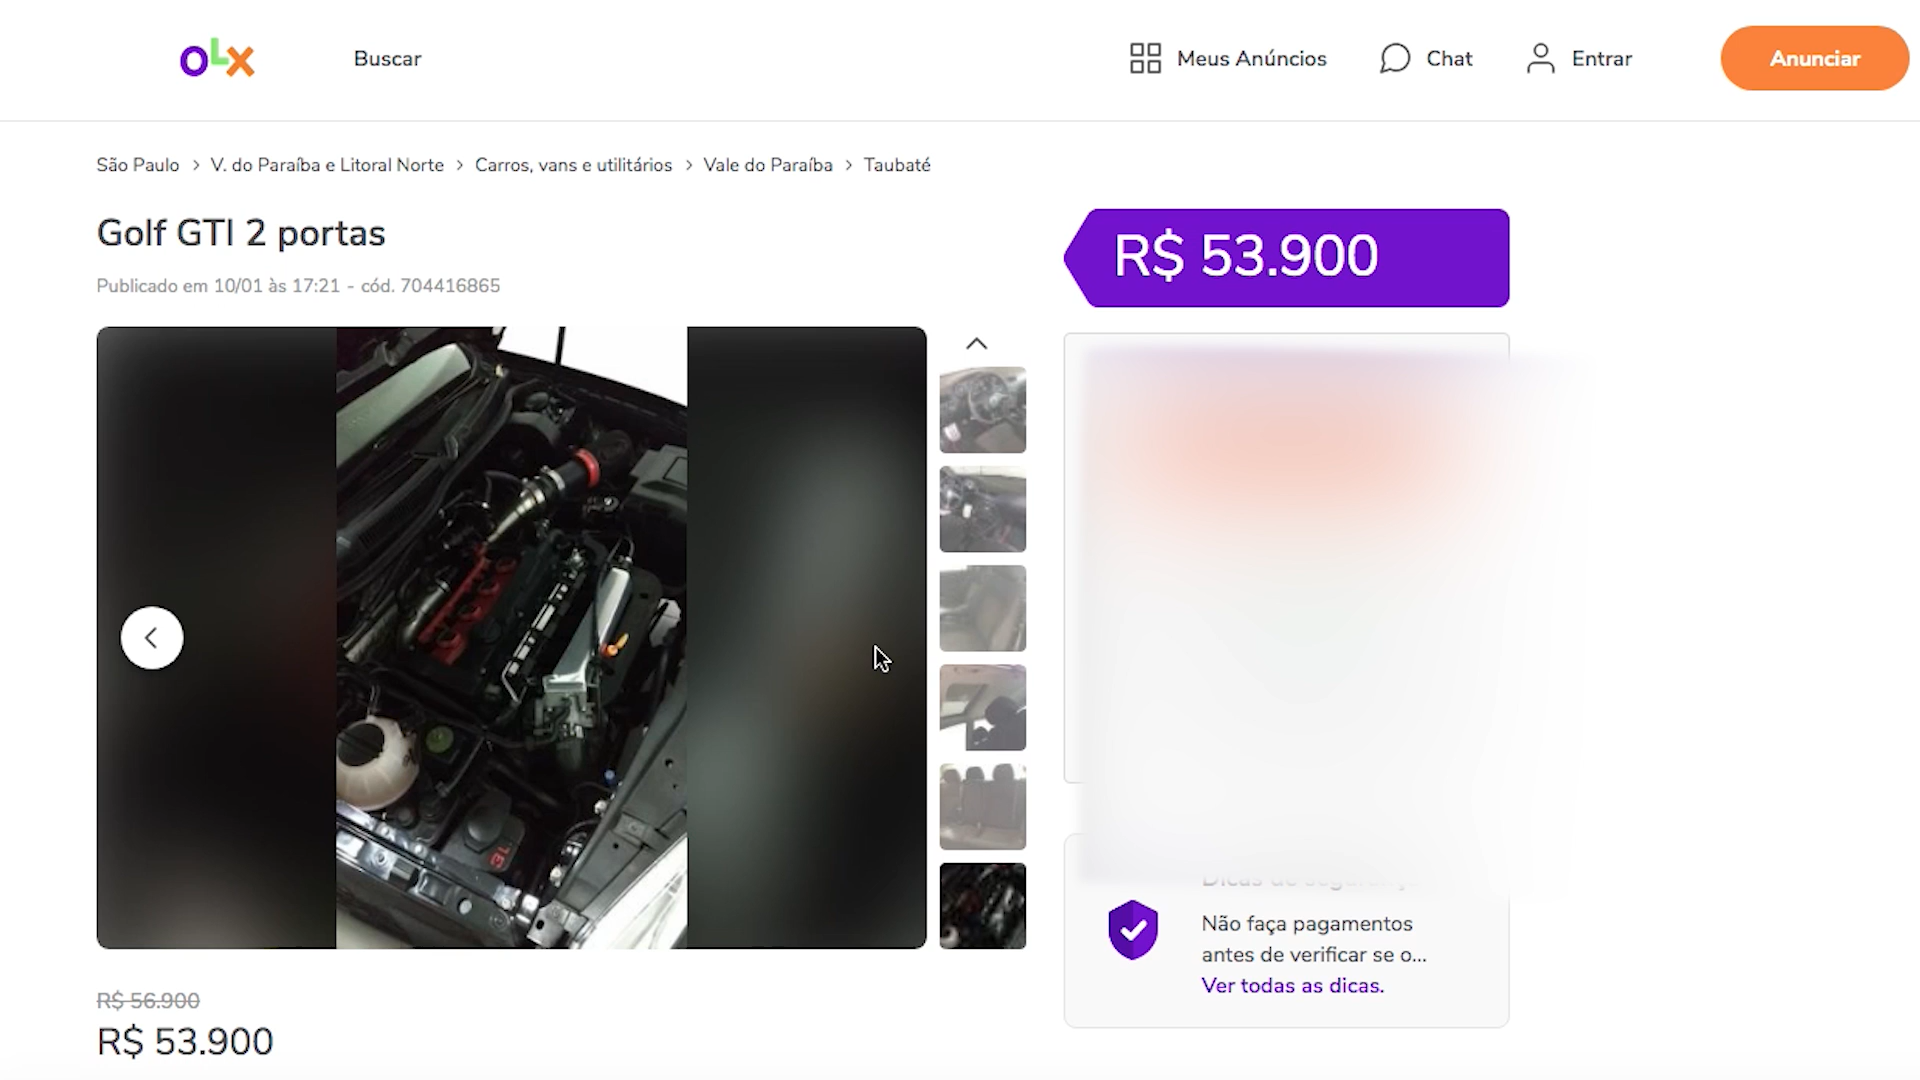 OLX
Buscar
Meus Anúncios
Chat
Entrar
Anunciar
São Paulo > V. do Paraíba e Litoral Norte > Carros, vans e utilitários > Vale do Paraíba > Taubaté
Golf GTI 2 portas
Publicado em 10/01 às 17:21 - cód. 704416865
R$ 53.900
Não faça pagamentos
antes de verificar se o...
Ver todas as dicas.
R$ 56.900
R$ 53.900